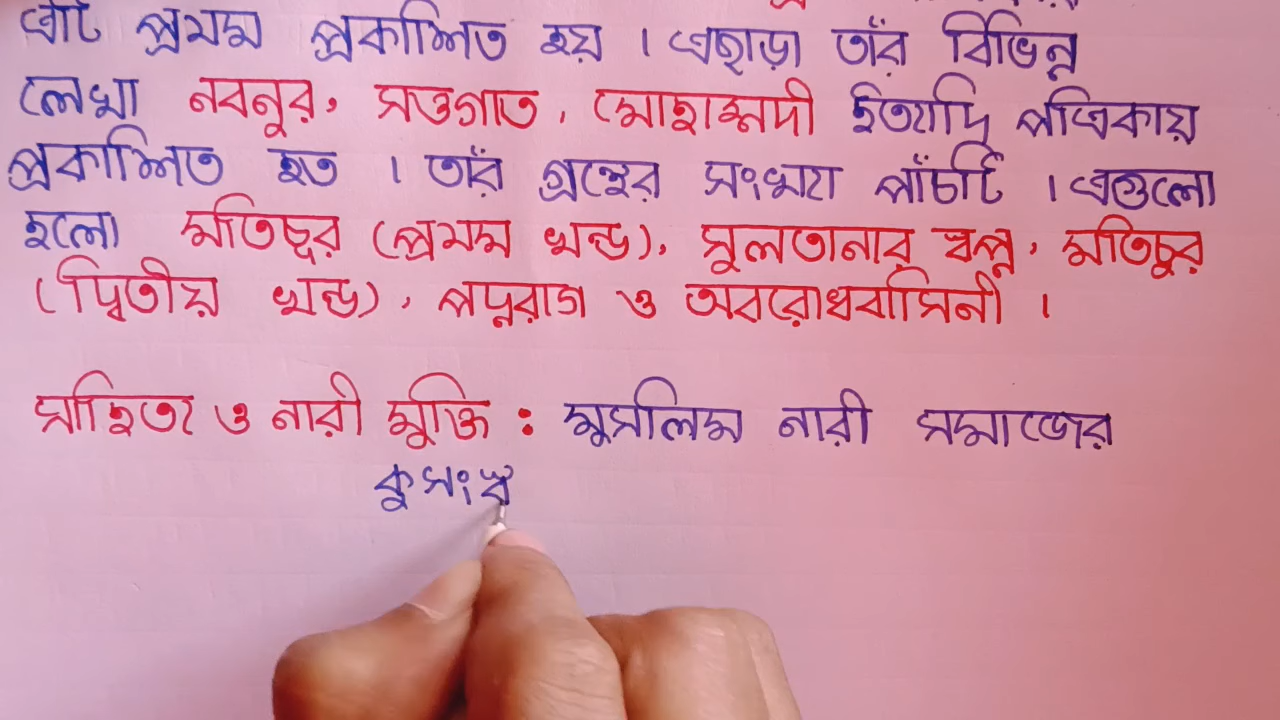 এটি প্রথম প্রকাশিত হয় । এছাড়া তাঁর বিভিন্ন
লেখা নবনুর, সওগাত, মোহাম্মদী ইত্যাদি পত্রিকায়
প্রকাশিত হত । তাঁর গ্রন্থের সংখ্যা পাঁচটি । এগুলো
হলো মতিচুর (প্রথম খন্ড), সুলতানার স্বপ্ন, মতিচুর
(দ্বিতীয় খন্ড), পদ্মরাগ ও অবরোধবাসিনী ।
সাহিত্য ও নারী মুক্তি : মুসলিম নারী সমাজের
কুসংস্ক